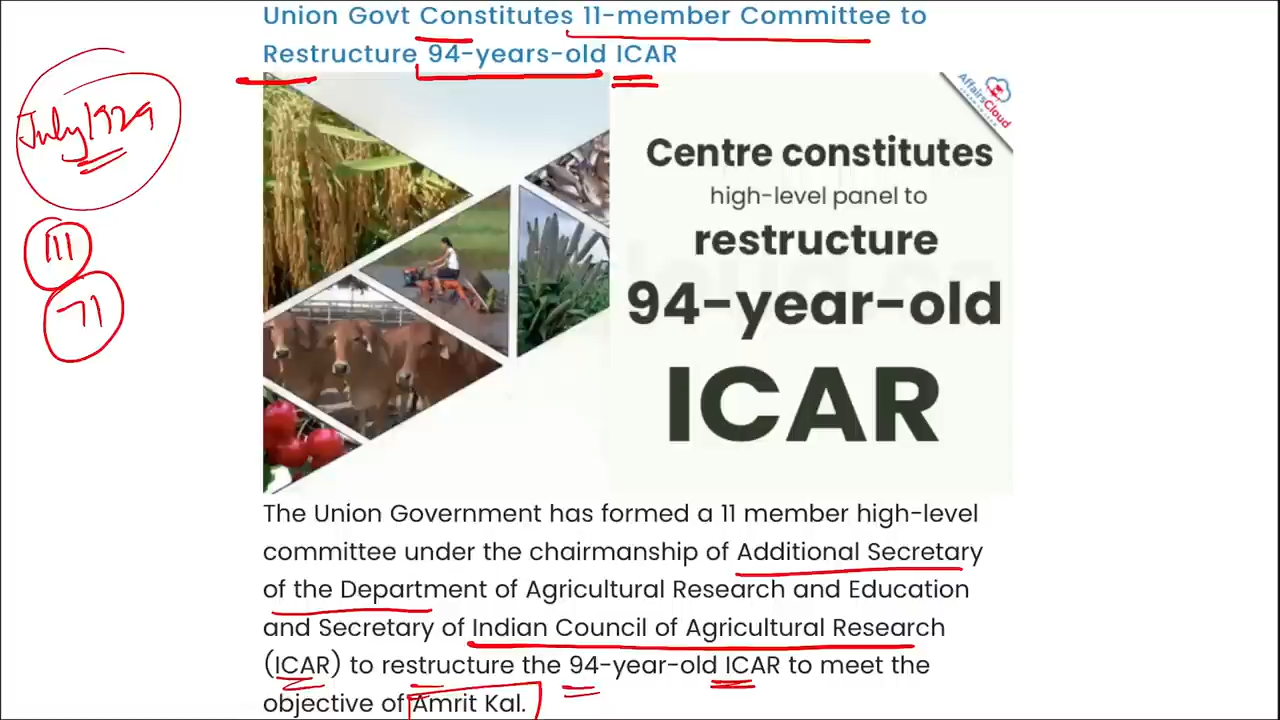 Union Govt Constitutes 11-member Committee to
Restructure 94-years-old ICAR
July 1929
111
71
AffairsCloud
Centre constitutes
high-level panel to
restructure
94-year-old
ICAR
The Union Government has formed a 11 member high-level
committee under the chairmanship of Additional Secretary
of the Department of Agricultural Research and Education
and Secretary of Indian Council of Agricultural Research
(ICAR) to restructure the 94-year-old ICAR to meet the
objective of Amrit Kal.